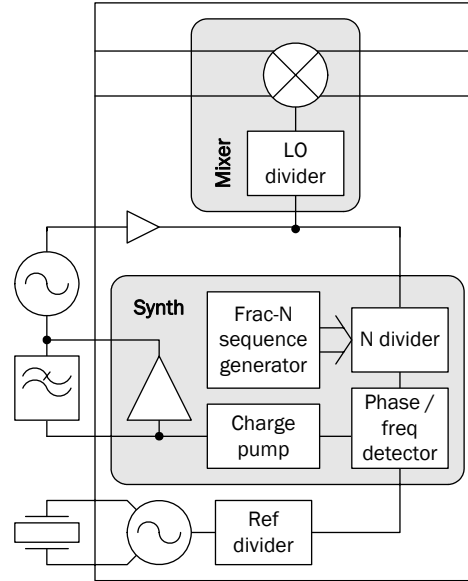 Mixer
LO
divider
Synth
Frac-N
sequence
generator
N divider
Charge
pump
Phase /
freq
detector
Ref
divider